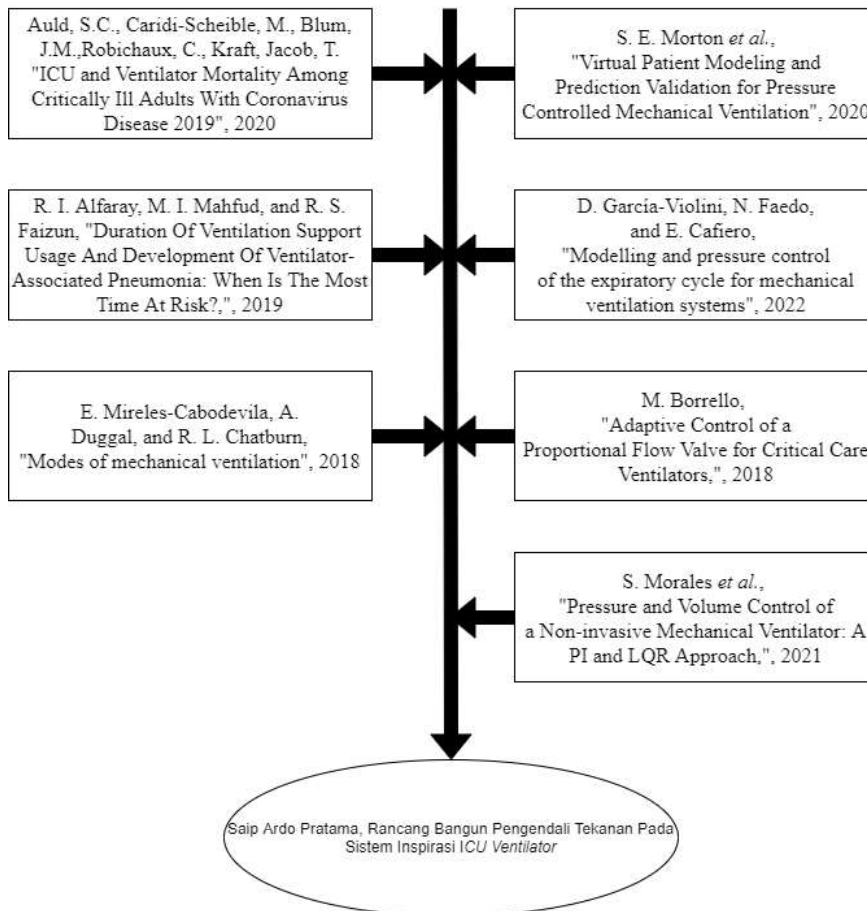 Auld, S.C., Caridi-Scheible, M., Blum,
J.M.,Robichaux, C., Kraft, Jacob, T.
"ICU and Ventilator Mortality Among
Critically Ill Adults With Coronavirus
Disease 2019", 2020
S. E. Morton et al.,
"Virtual Patient Modeling and
Prediction Validation for Pressure
Controlled Mechanical Ventilation", 2020
R. I. Alfaray, M. I. Mahfud, and R. S.
Faizun, "Duration Of Ventilation Support
Usage And Development Of Ventilator-
Associated Pneumonia: When Is The Most
Time At Risk?,", 2019
D. García-Violini, N. Faedo,
and E. Cafiero,
"Modelling and pressure control
of the expiratory cycle for mechanical
ventilation systems", 2022
E. Mireles-Cabodevila, A.
Duggal, and R. L. Chatburn,
"Modes of mechanical ventilation", 2018
M. Borrello,
"Adaptive Control of a
Proportional Flow Valve for Critical Care
Ventilators,", 2018
S. Morales et al.,
"Pressure and Volume Control of
a Non-invasive Mechanical Ventilator: A
PI and LQR Approach,", 2021
Saip Ardo Pratama, Rancang Bangun Pengendali Tekanan Pada
Sistem Inspirasi ICU Ventilator